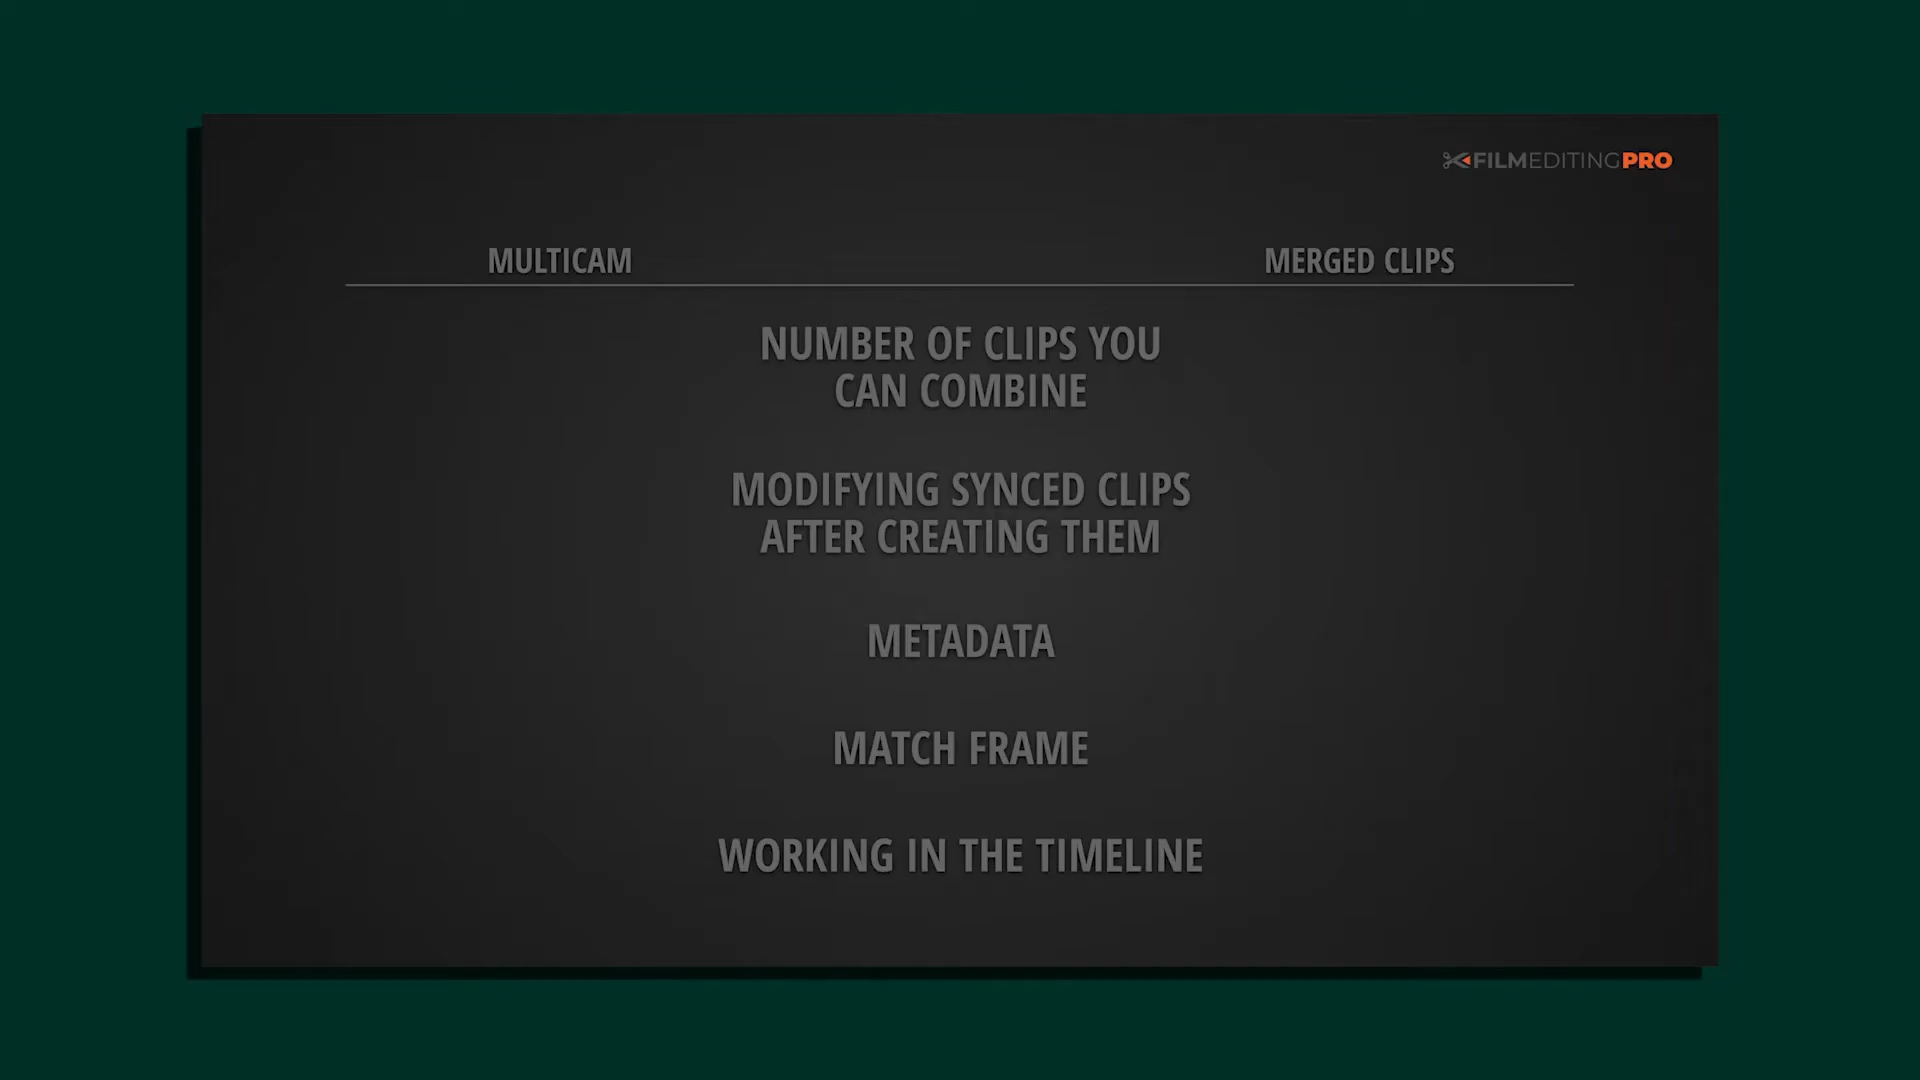 FILMEDITINGPRO
MULTICAM MERGED CLIPS
NUMBER OF CLIPS YOU
CAN COMBINE
MODIFYING SYNCED CLIPS
AFTER CREATING THEM
METADATA
MATCH FRAME
WORKING IN THE TIMELINE